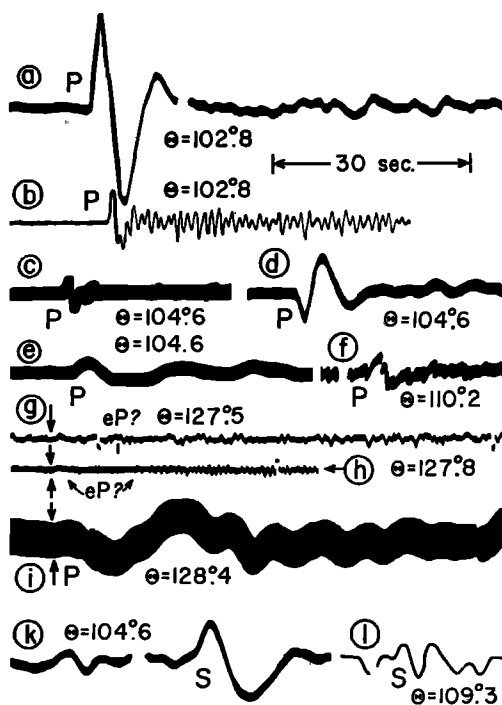 a P
Θ=102°.8
30 sec.
b P Θ=102°.8
c d
P Θ=104°.6 P Θ=104°.6
Θ=104.6
e f
P P Θ=110°.2
g eP? Θ=127°.5
eP? h Θ=127°.8
i P Θ=128°.4
k Θ=104°.6 l
S S
Θ=109°.3